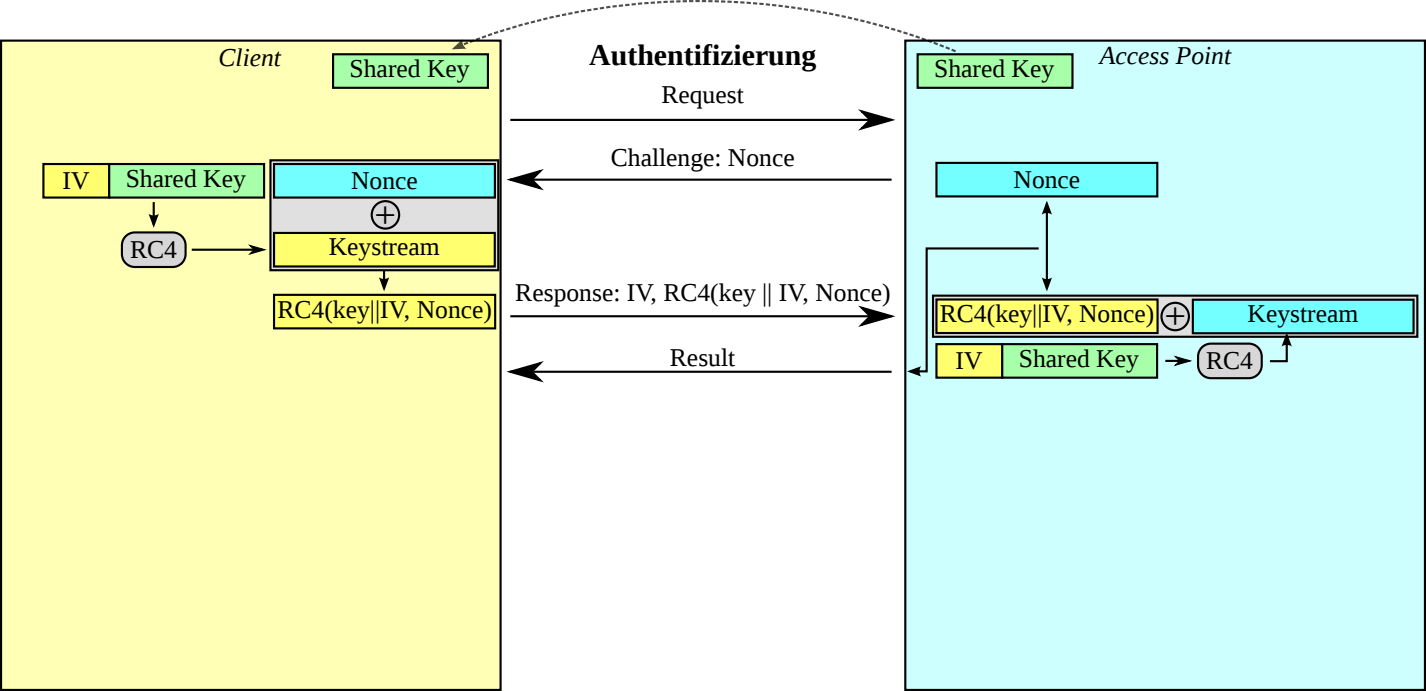 Client
Shared Key
Authentifizierung
Shared Key
Access Point
Request
Challenge: Nonce
IV
Shared Key
Nonce
Nonce
RC4
Keystream
RC4(key||IV, Nonce)
Response: IV, RC4(key || IV, Nonce)
RC4(key||IV, Nonce)
Keystream
Result
IV
Shared Key
RC4